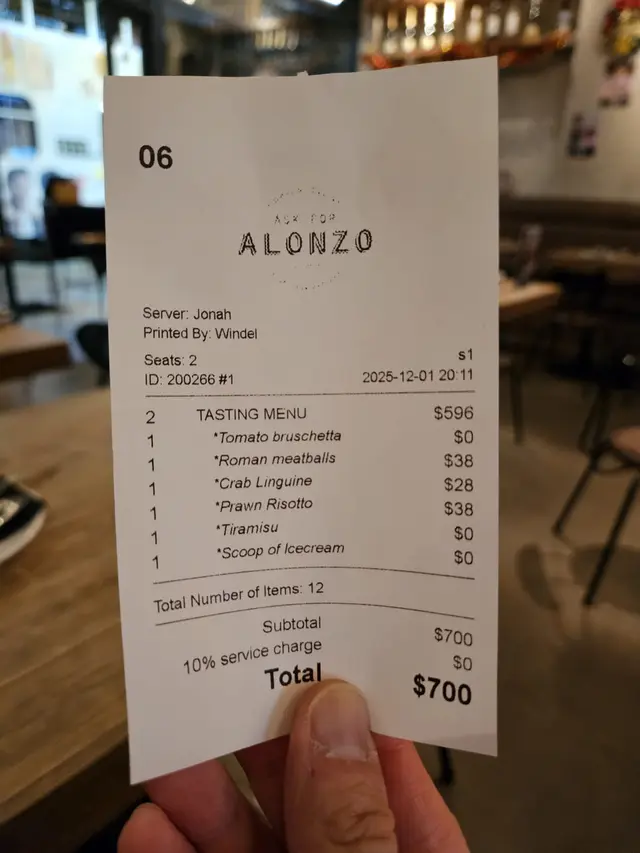 06
ASK FOR
ALONZO
Server: Jonah
Printed By: Windel
Seats: 2 s1
ID: 200266 #1 2025-12-01 20:11
2 TASTING MENU $596
1 *Tomato bruschetta $0
1 *Roman meatballs $38
1 *Crab Linguine $28
1 *Prawn Risotto $38
1 *Tiramisu $0
1 *Scoop of Icecream $0
Total Number of Items: 12
Subtotal $700
10% service charge $0
Total $700